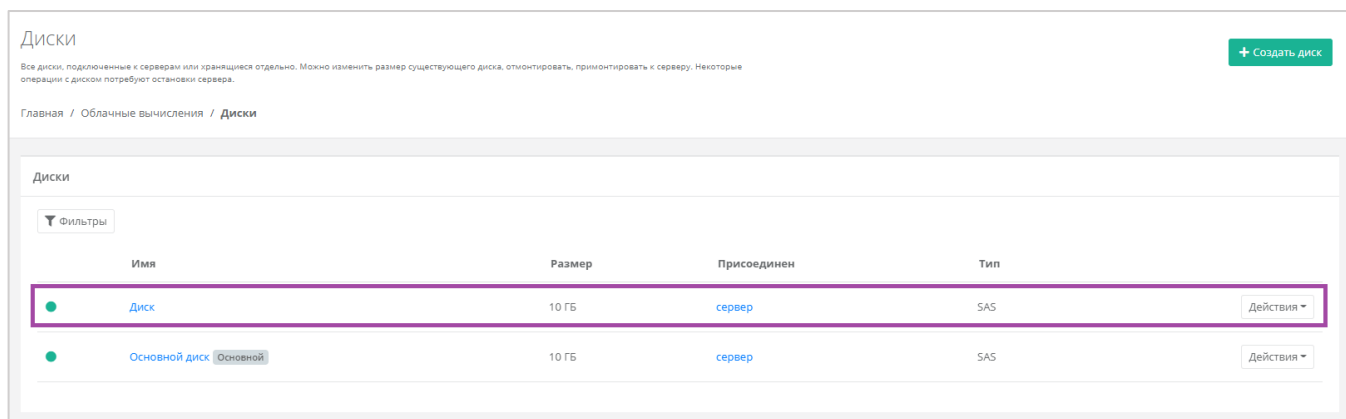 Диски
+ Создать диск
Все диски, подключенные к серверам или хранящиеся отдельно. Можно изменить размер существующего диска, отмонтировать, примонтировать к серверу. Некоторые
операции с диском потребуют остановки сервера.
Главная / Облачные вычисления / Диски
Диски
Фильтры
Имя Размер Присоединен Тип
Диск 10 ГБ сервер SAS Действия
Основной диск Основной 10 ГБ сервер SAS Действия